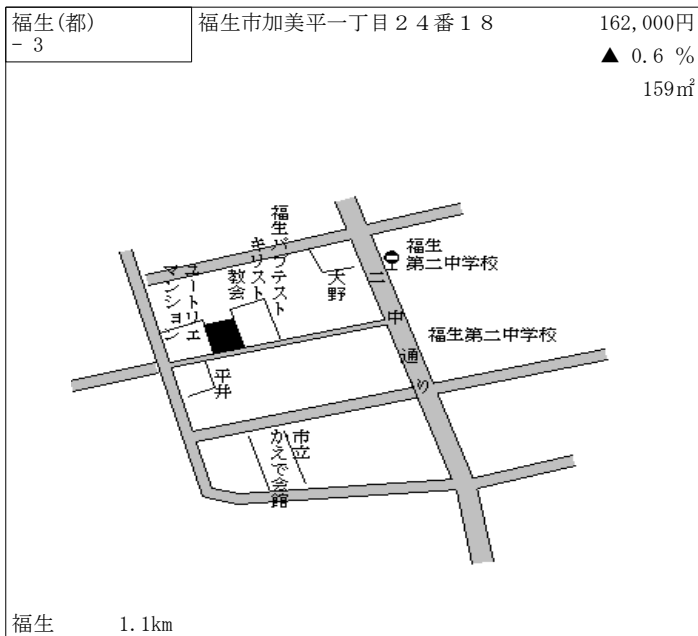 福生(都)
- 3
福生市加美平一丁目２４番１８
162,000円
▲ 0.6 %
159㎡
福生バプテスト
キリスト
教会
ユートリエ
マンション
天野
福生
第二中学校
二中通り
福生第二中学校
平井
市立
かえで会館
福生 1.1km